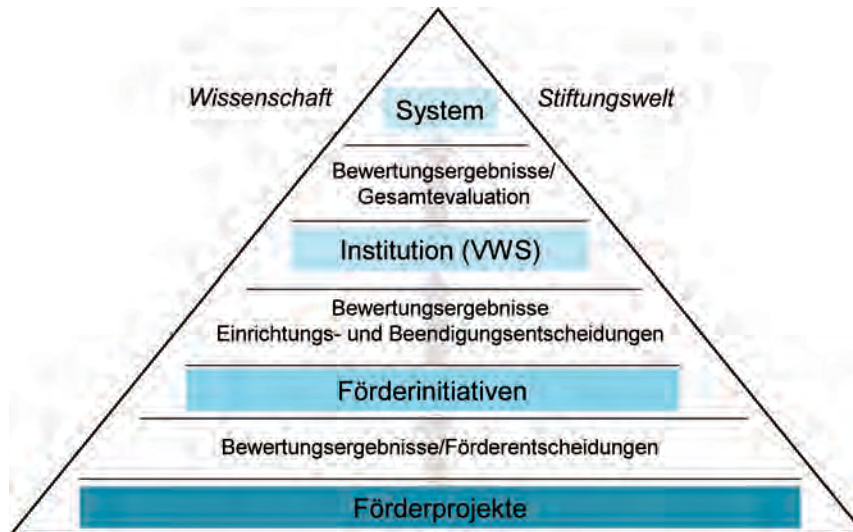 Wissenschaft
Stiftungswelt
System
Bewertungsergebnisse/
Gesamtevaluation
Institution (VWS)
Bewertungsergebnisse
Einrichtungs- und Beendigungsentscheidungen
Förderinitiativen
Bewertungsergebnisse/Förderentscheidungen
Förderprojekte